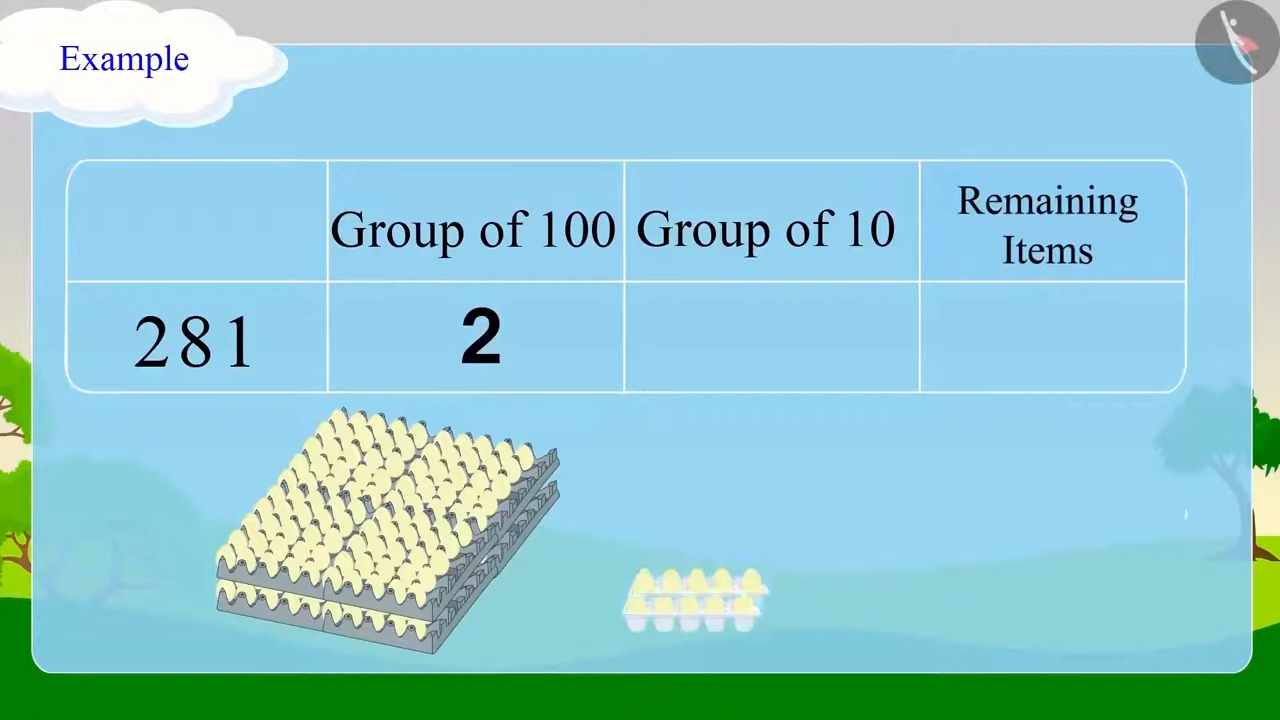 Example
Group of 100
Group of 10
Remaining
Items
281
2